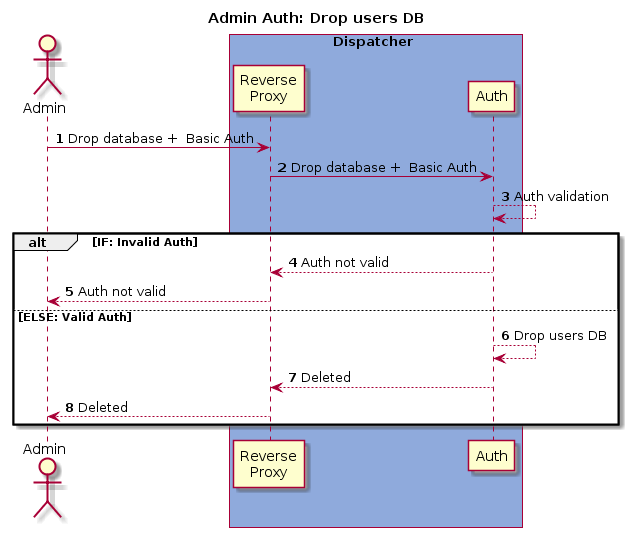 Admin Auth: Drop users DB
Dispatcher
Admin
Reverse
Proxy
Auth
1 Drop database + Basic Auth
2 Drop database + Basic Auth
3 Auth validation
alt [IF: Invalid Auth]
4 Auth not valid
5 Auth not valid
[ELSE: Valid Auth]
6 Drop users DB
7 Deleted
8 Deleted
Admin
Reverse
Proxy
Auth